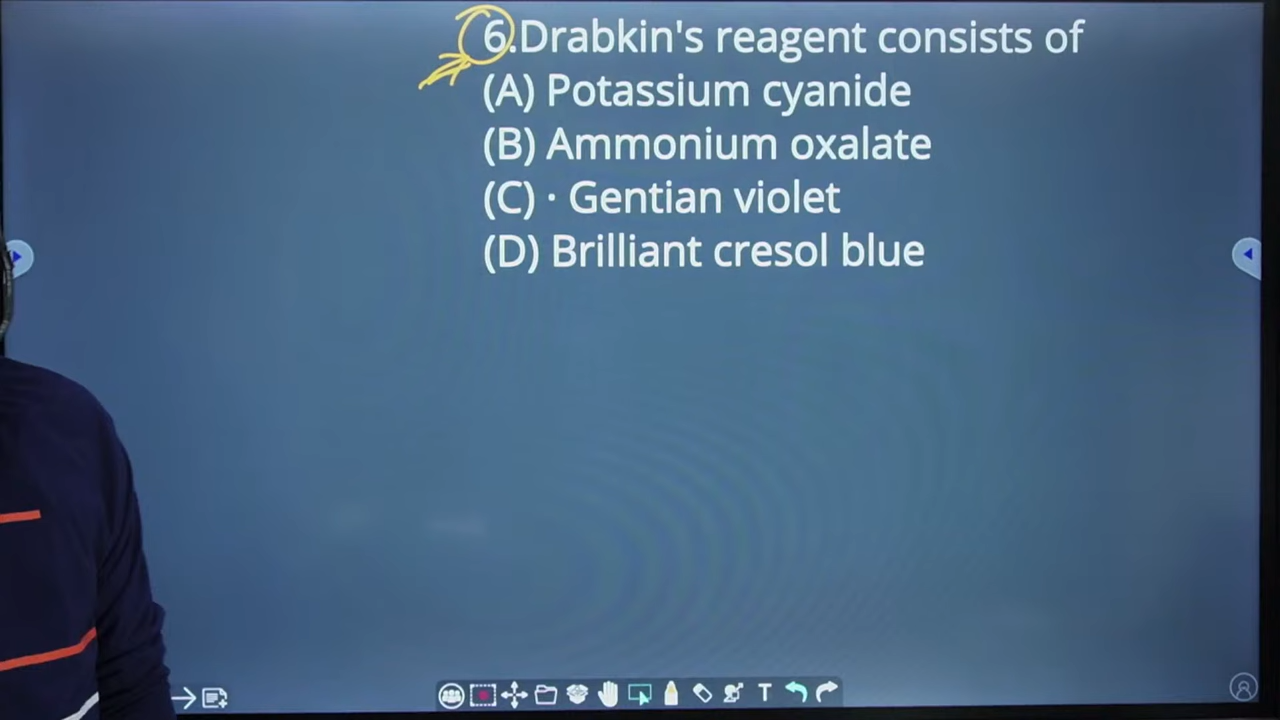 6.Drabkin's reagent consists of
(A) Potassium cyanide
(B) Ammonium oxalate
(C) · Gentian violet
(D) Brilliant cresol blue
T